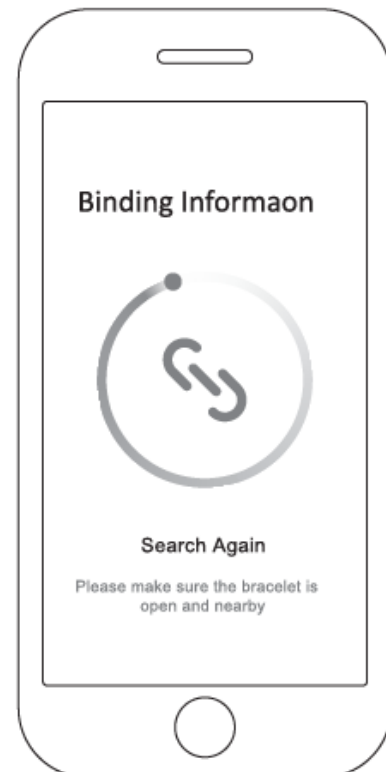 Binding Informaon
Search Again
Please make sure the bracelet is
open and nearby